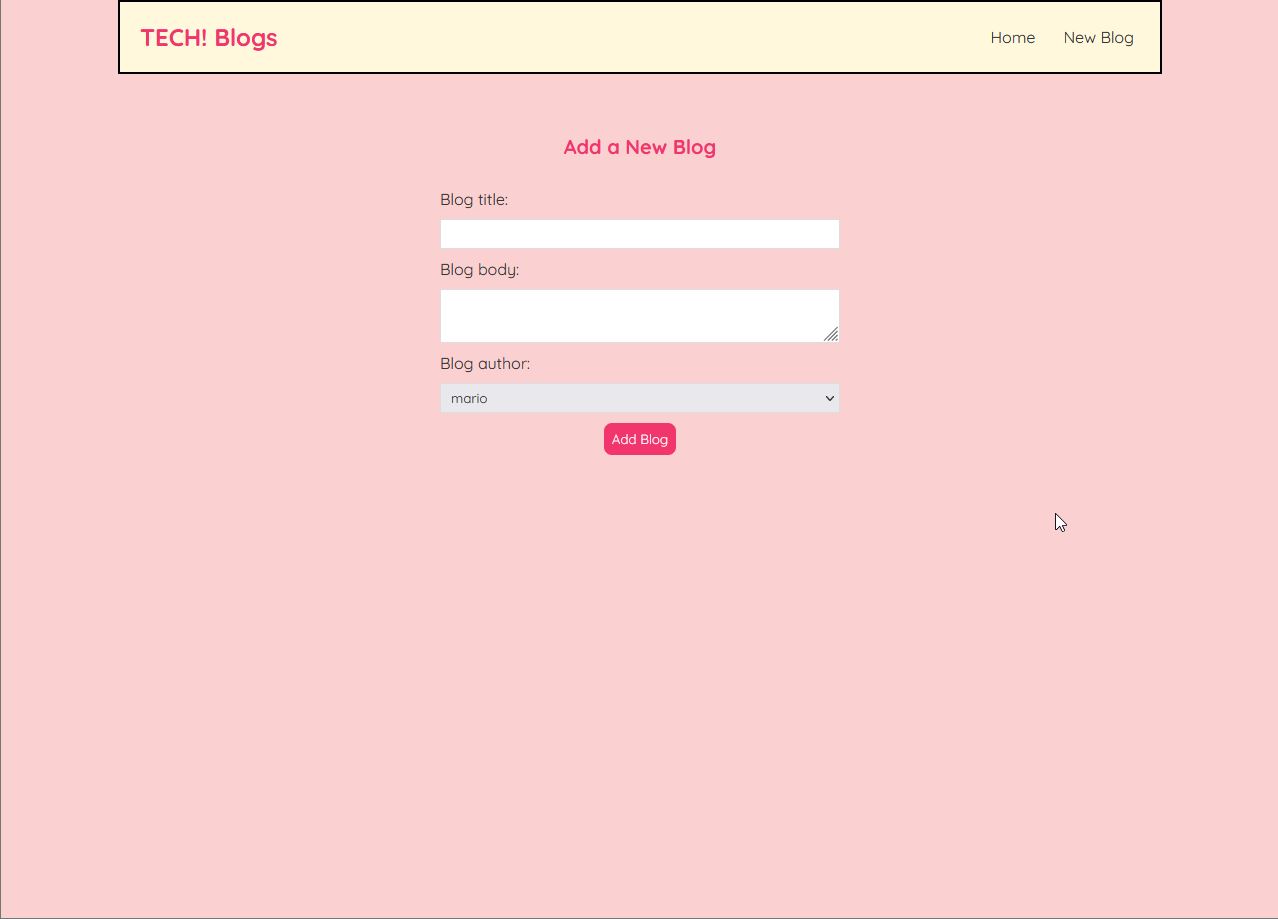 TECH! Blogs
Home New Blog
Add a New Blog
Blog title:
Blog body:
Blog author:
mario
Add Blog